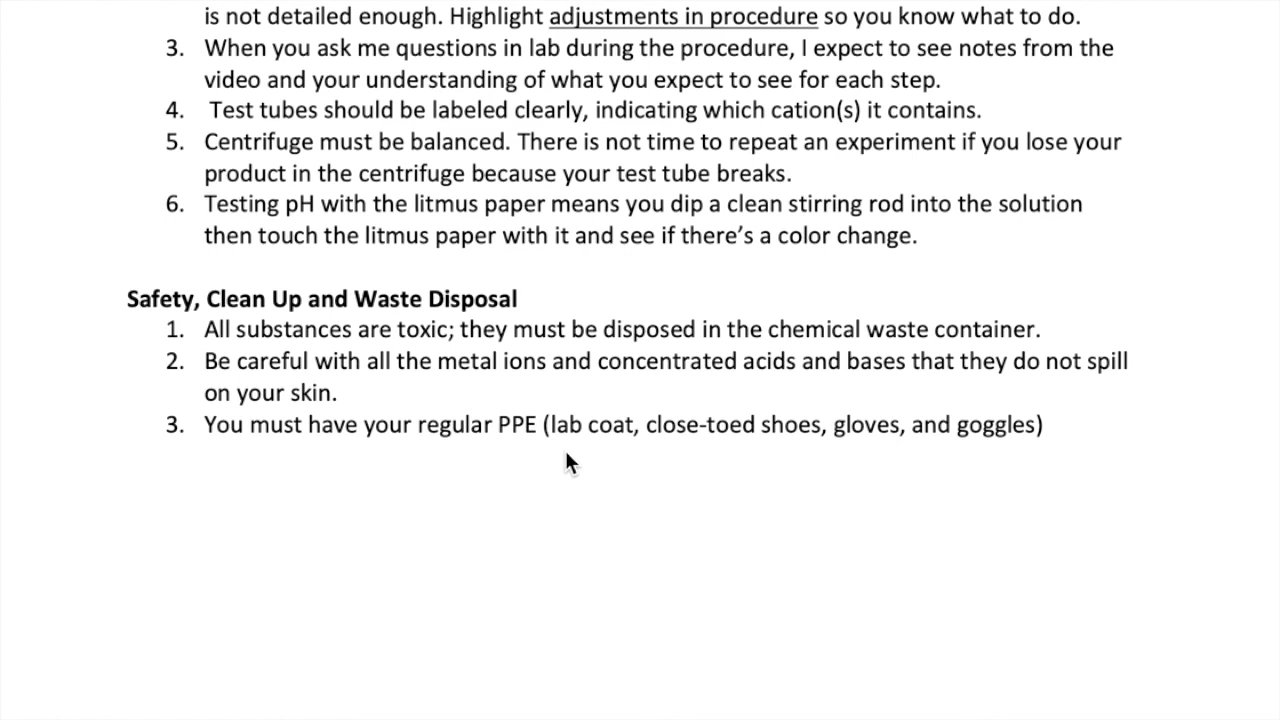 is not detailed enough. Highlight adjustments in procedure so you know what to do.
3. When you ask me questions in lab during the procedure, I expect to see notes from the
video and your understanding of what you expect to see for each step.
4. Test tubes should be labeled clearly, indicating which cation(s) it contains.
5. Centrifuge must be balanced. There is not time to repeat an experiment if you lose your
product in the centrifuge because your test tube breaks.
6. Testing pH with the litmus paper means you dip a clean stirring rod into the solution
then touch the litmus paper with it and see if there’s a color change.
Safety, Clean Up and Waste Disposal
1. All substances are toxic; they must be disposed in the chemical waste container.
2. Be careful with all the metal ions and concentrated acids and bases that they do not spill
on your skin.
3. You must have your regular PPE (lab coat, close-toed shoes, gloves, and goggles)